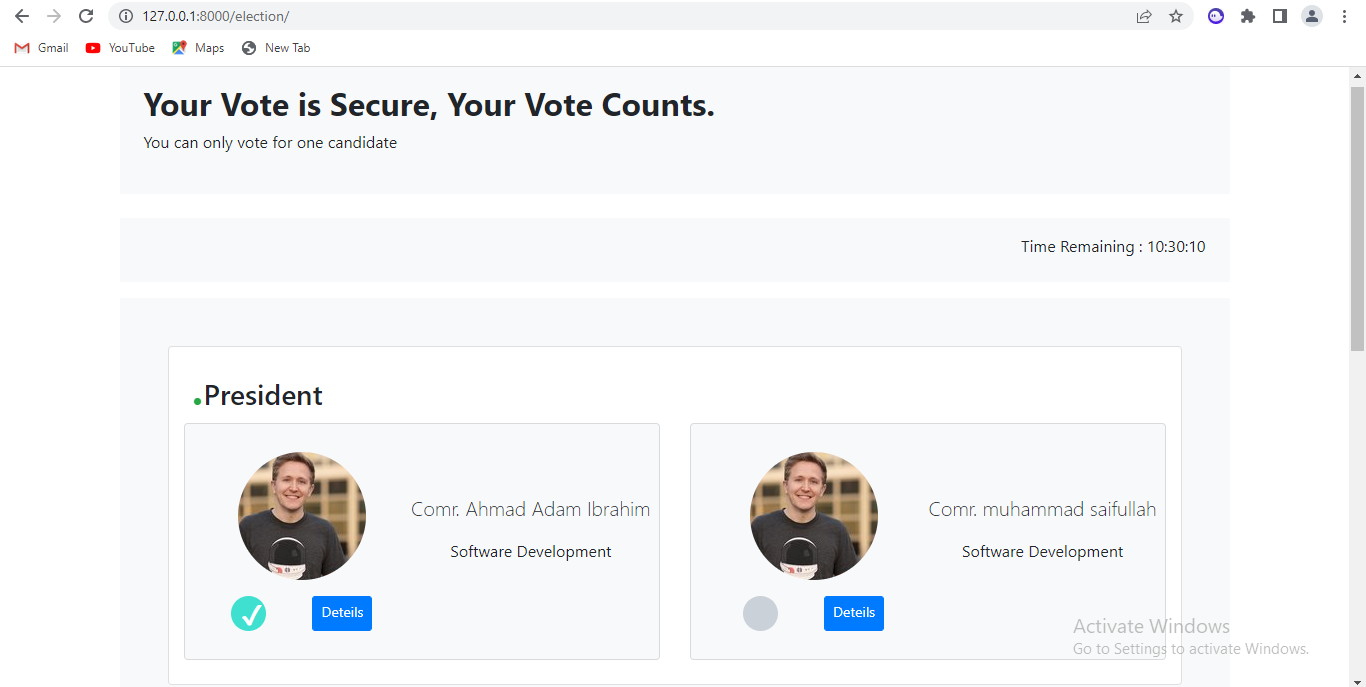 127.0.0.1:8000/election/
Gmail YouTube Maps New Tab
Your Vote is Secure, Your Vote Counts.
You can only vote for one candidate
Time Remaining : 10:30:10
President
Comr. Ahmad Adam Ibrahim
Software Development
Deteils
Comr. muhammad saifullah
Software Development
Deteils
Activate Windows
Go to Settings to activate Windows.